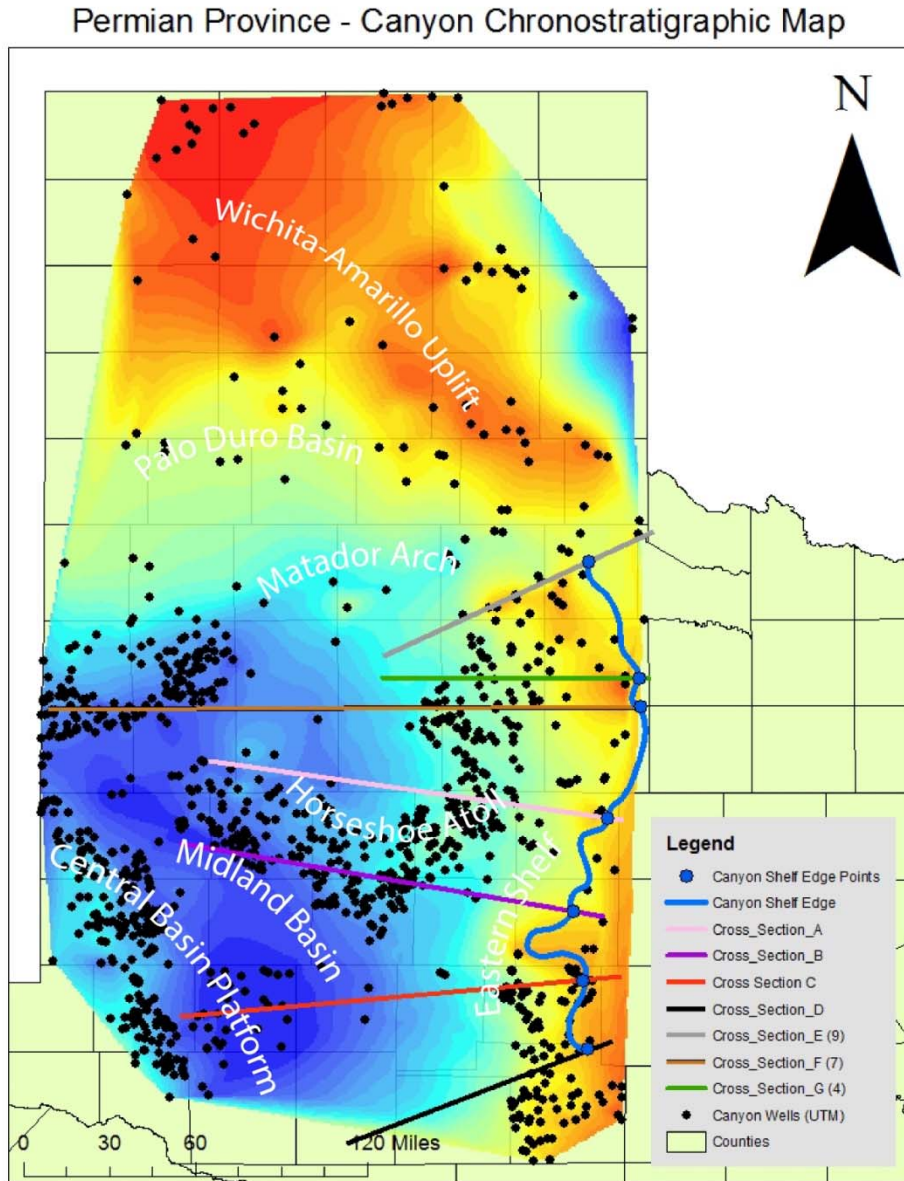 Permian Province - Canyon Chronostratigraphic Map
N
Wichita-Amarillo Uplift
Palo Duro Basin
Matador Arch
Horseshoe Atoll
Midland Basin
Central Basin Platform
Eastern Shelf
Legend
Canyon Shelf Edge Points
Canyon Shelf Edge
Cross_Section_A
Cross_Section_B
Cross Section C
Cross_Section_D
Cross_Section_E (9)
Cross_Section_F (7)
Cross_Section_G (4)
Canyon Wells (UTM)
Counties
0 30 60 120 Miles